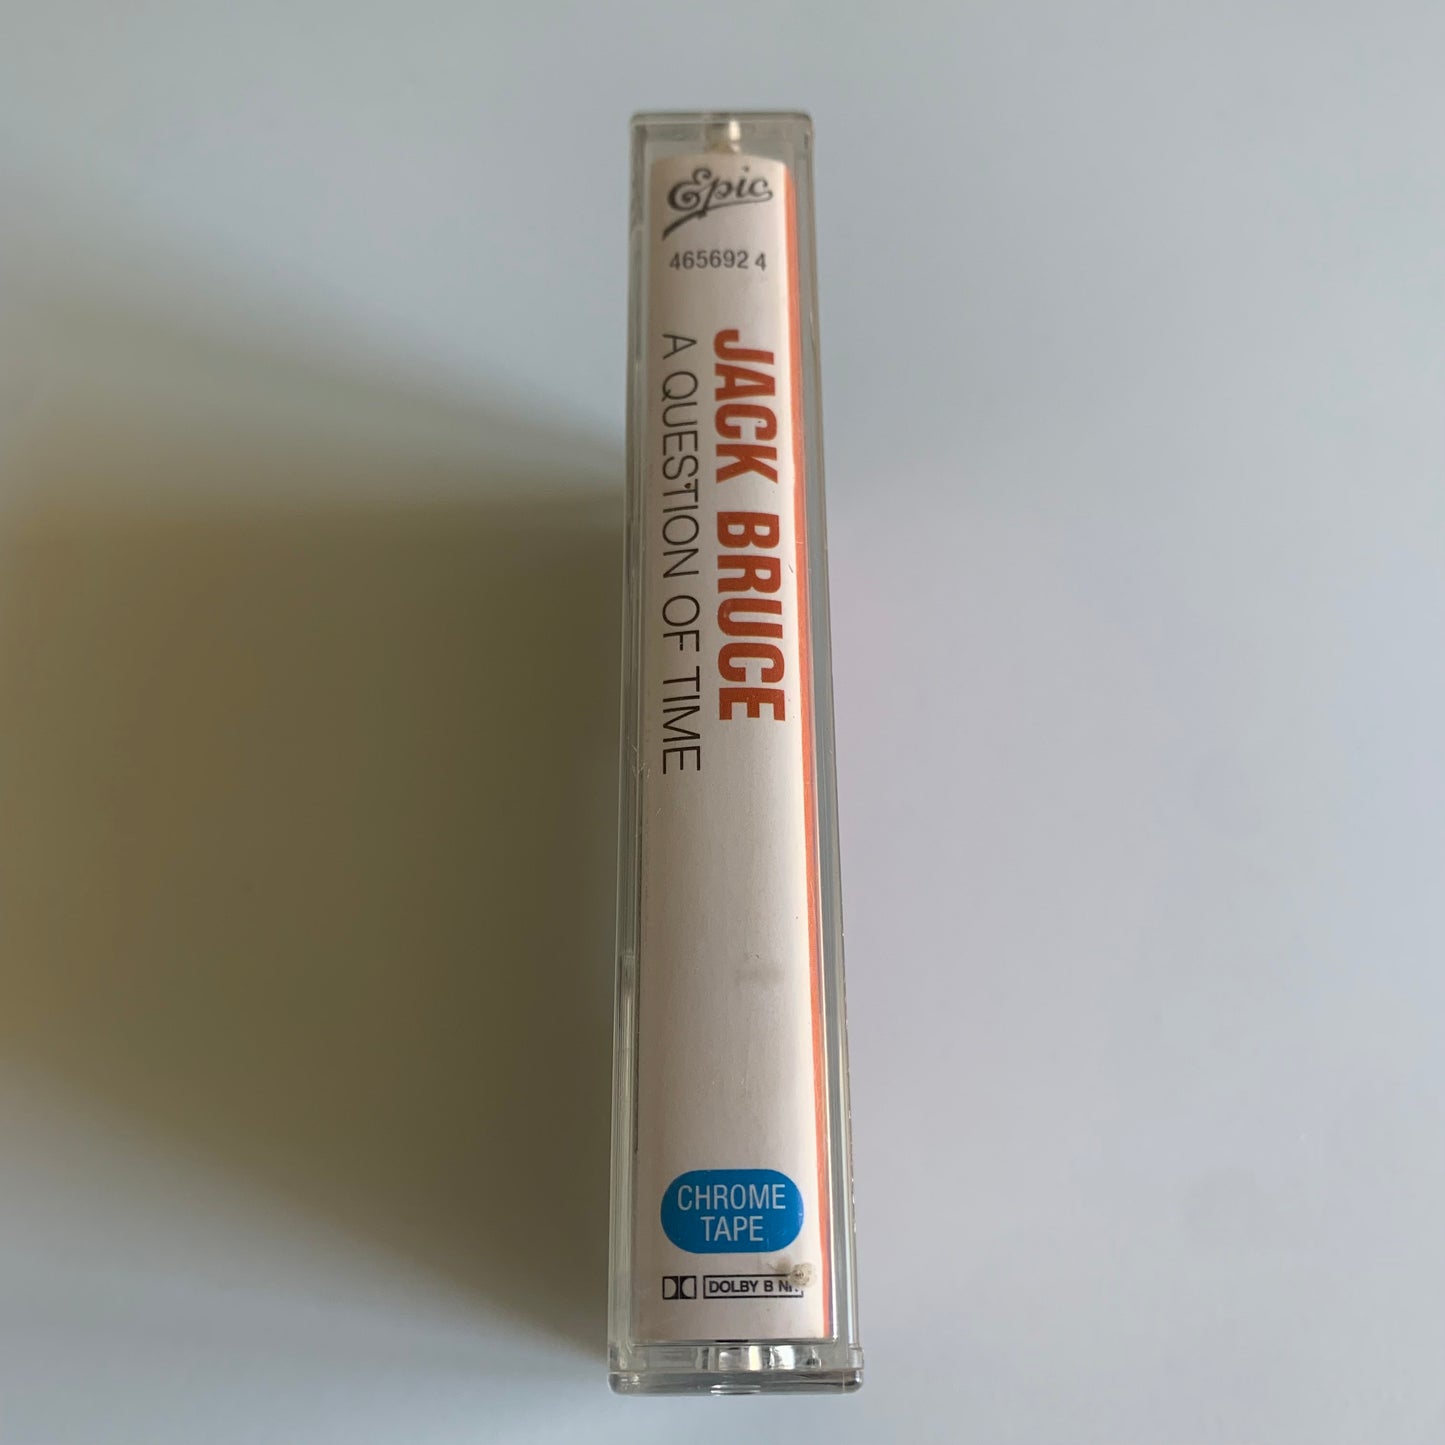 Epic
465692 4
JACK BRUCE
A QUESTION OF TIME
CHROME
TAPE
DOLBY B